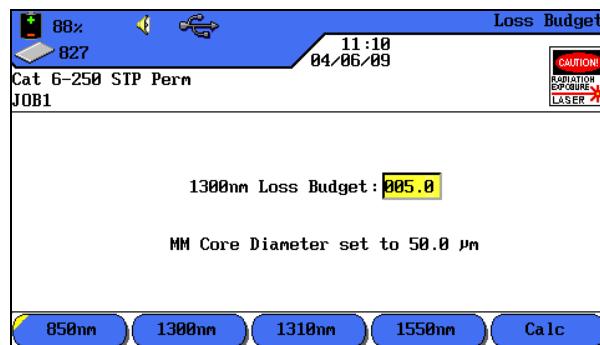 88%
Loss Budget
827
11:10
04/06/09
CAUTION!
RADIATION
EXPOSURE
LASER
Cat 6-250 STP Perm
JOB1
1300nm Loss Budget: 005.0
MM Core Diameter set to 50.0 µm
850nm
1300nm
1310nm
1550nm
Calc